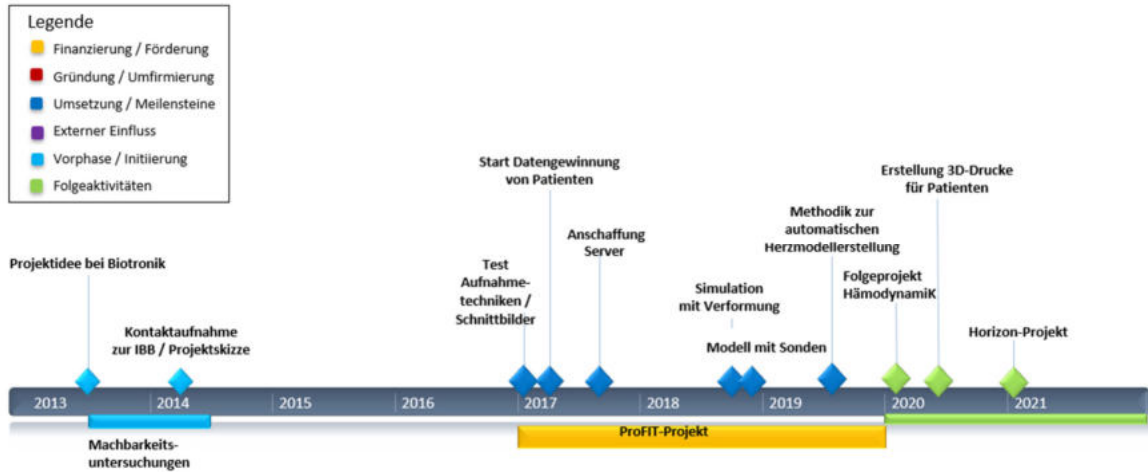 Legende
Finanzierung / Förderung
Gründung / Umfirmierung
Umsetzung / Meilensteine
Externer Einfluss
Vorphase / Initiierung
Folgeaktivitäten
Projektidee bei Biotronik
Kontaktaufnahme
zur IBB / Projektskizze
Test
Aufnahme-
techniken /
Schnittbilder
Start Datengewinnung
von Patienten
Anschaffung
Server
Simulation
mit Verformung
Modell mit Sonden
Methodik zur
automatischen
Herzmodellerstellung
Folgeprojekt
HämodynamiK
Erstellung 3D-Drucke
für Patienten
Horizon-Projekt
2013
2014
2015
2016
2017
2018
2019
2020
2021
Machbarkeits-
untersuchungen
ProFIT-Projekt